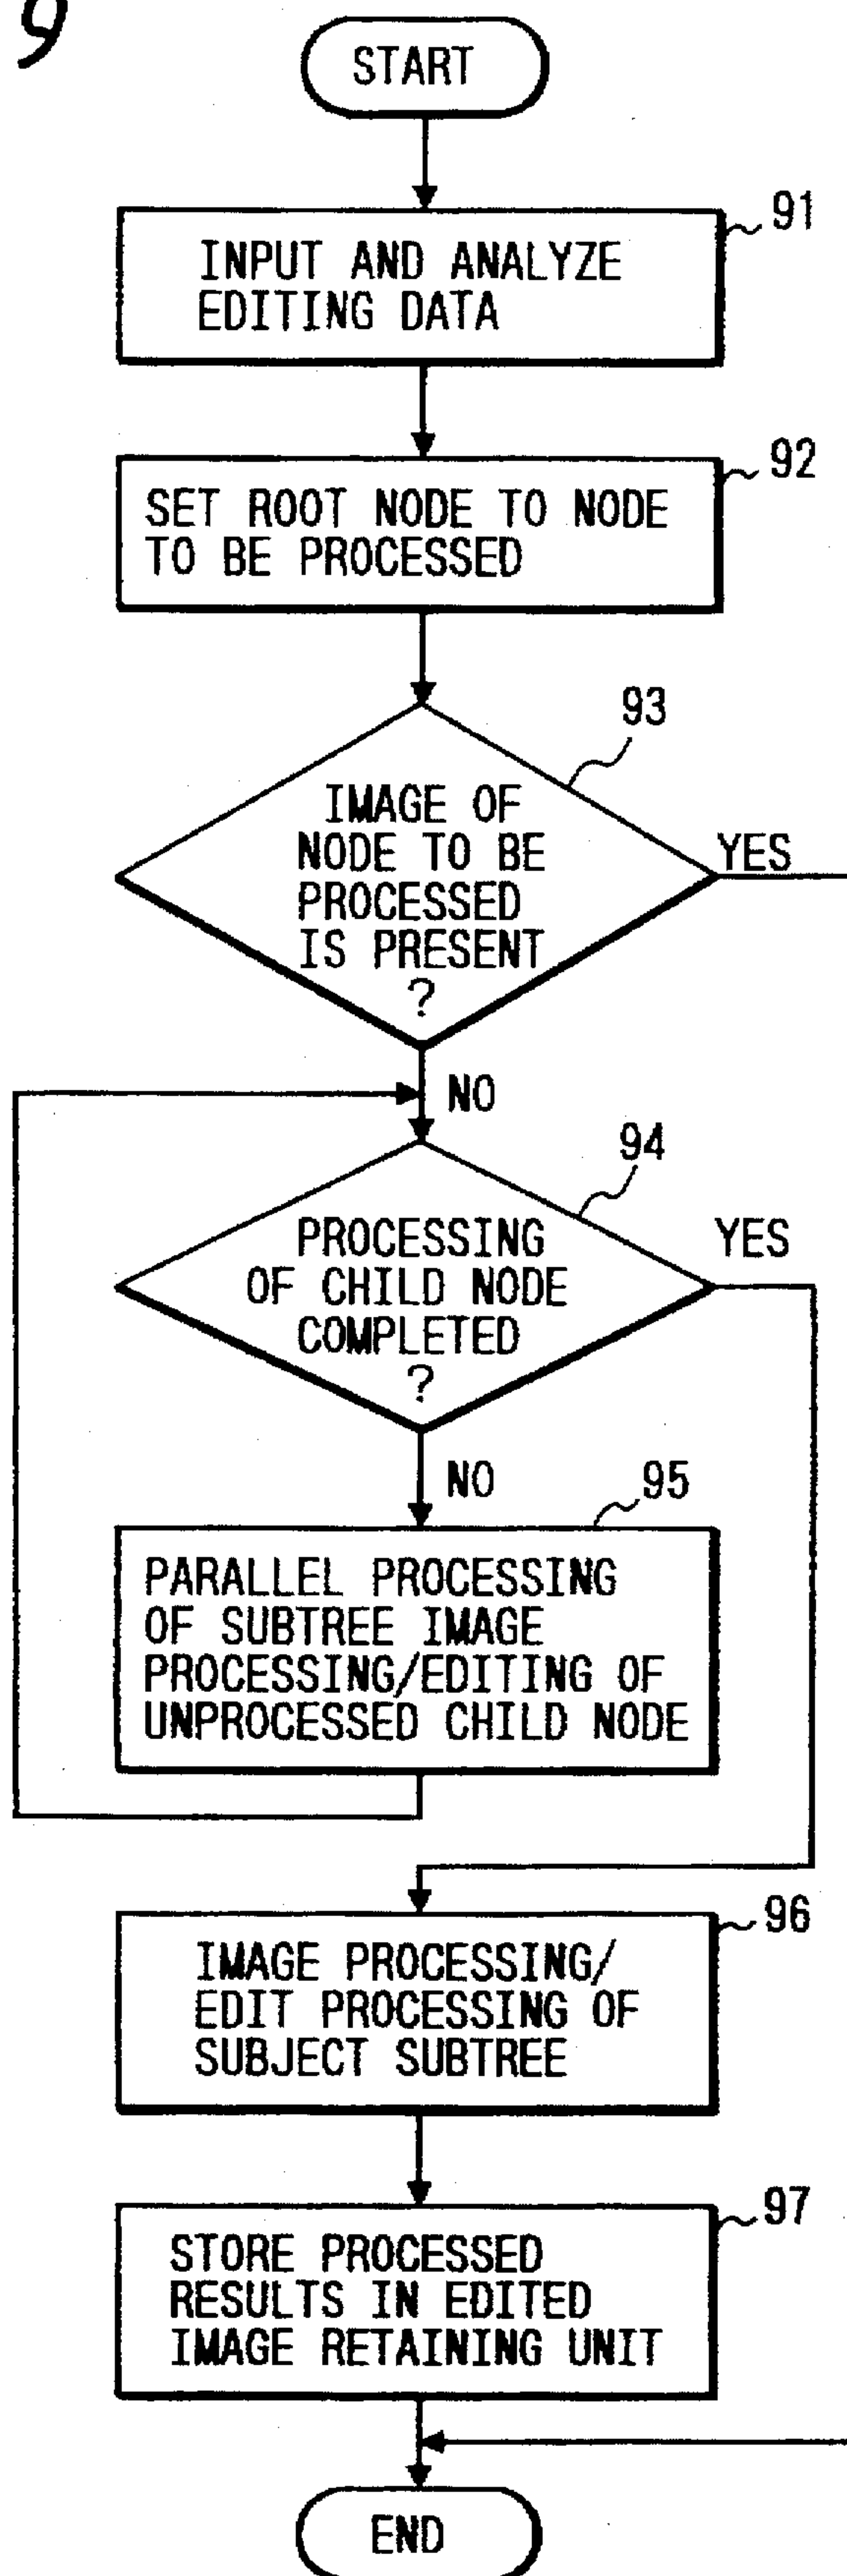 9
START
91
INPUT AND ANALYZE
EDITING DATA
92
SET ROOT NODE TO NODE
TO BE PROCESSED
93
IMAGE OF
NODE TO BE
PROCESSED
IS PRESENT
?
YES
NO
94
PROCESSING
OF CHILD NODE
COMPLETED
?
YES
NO
95
PARALLEL PROCESSING
OF SUBTREE IMAGE
PROCESSING/EDITING OF
UNPROCESSED CHILD NODE
96
IMAGE PROCESSING/
EDIT PROCESSING OF
SUBJECT SUBTREE
97
STORE PROCESSED
RESULTS IN EDITED
IMAGE RETAINING UNIT
END